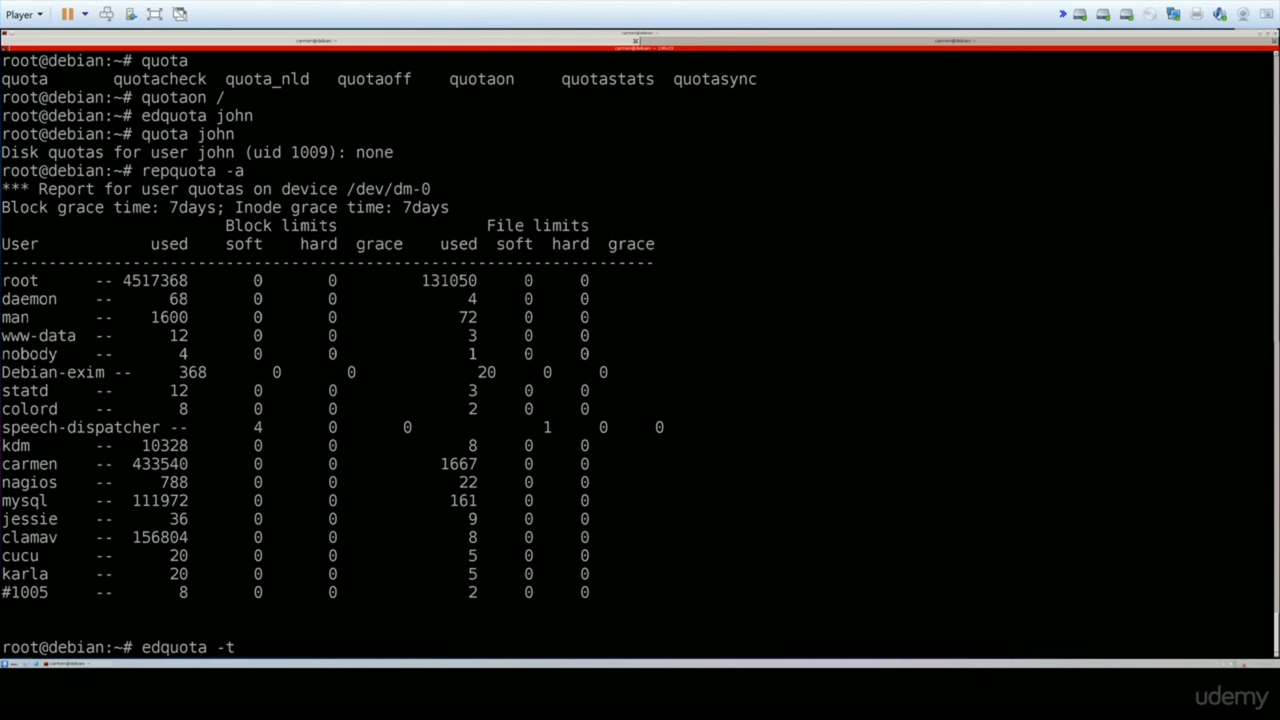 Player
carmen@debian: ~
carmen@debian: ~ carmen@debian: ~
root@debian:~# quota
quota quotacheck quota_nld quotaoff quotaon quotastats quotasync
root@debian:~# quotaon /
root@debian:~# edquota john
root@debian:~# quota john
Disk quotas for user john (uid 1009): none
root@debian:~# repquota -a
*** Report for user quotas on device /dev/dm-0
Block grace time: 7days; Inode grace time: 7days
Block limits File limits
User used soft hard grace used soft hard grace
----------------------------------------------------------------------
root -- 4517368 0 0 131050 0 0
daemon -- 68 0 0 4 0 0
man -- 1600 0 0 72 0 0
www-data -- 12 0 0 3 0 0
nobody -- 4 0 0 1 0 0
Debian-exim -- 368 0 0 20 0 0
statd -- 12 0 0 3 0 0
colord -- 8 0 0 2 0 0
speech-dispatcher -- 4 0 0 1 0 0
kdm -- 10328 0 0 8 0 0
carmen -- 433540 0 0 1667 0 0
nagios -- 788 0 0 22 0 0
mysql -- 111972 0 0 161 0 0
jessie -- 36 0 0 9 0 0
clamav -- 156804 0 0 8 0 0
cucu -- 20 0 0 5 0 0
karla -- 20 0 0 5 0 0
#1005 -- 8 0 0 2 0 0
root@debian:~# edquota -t
carmen@debian: ~
udemy